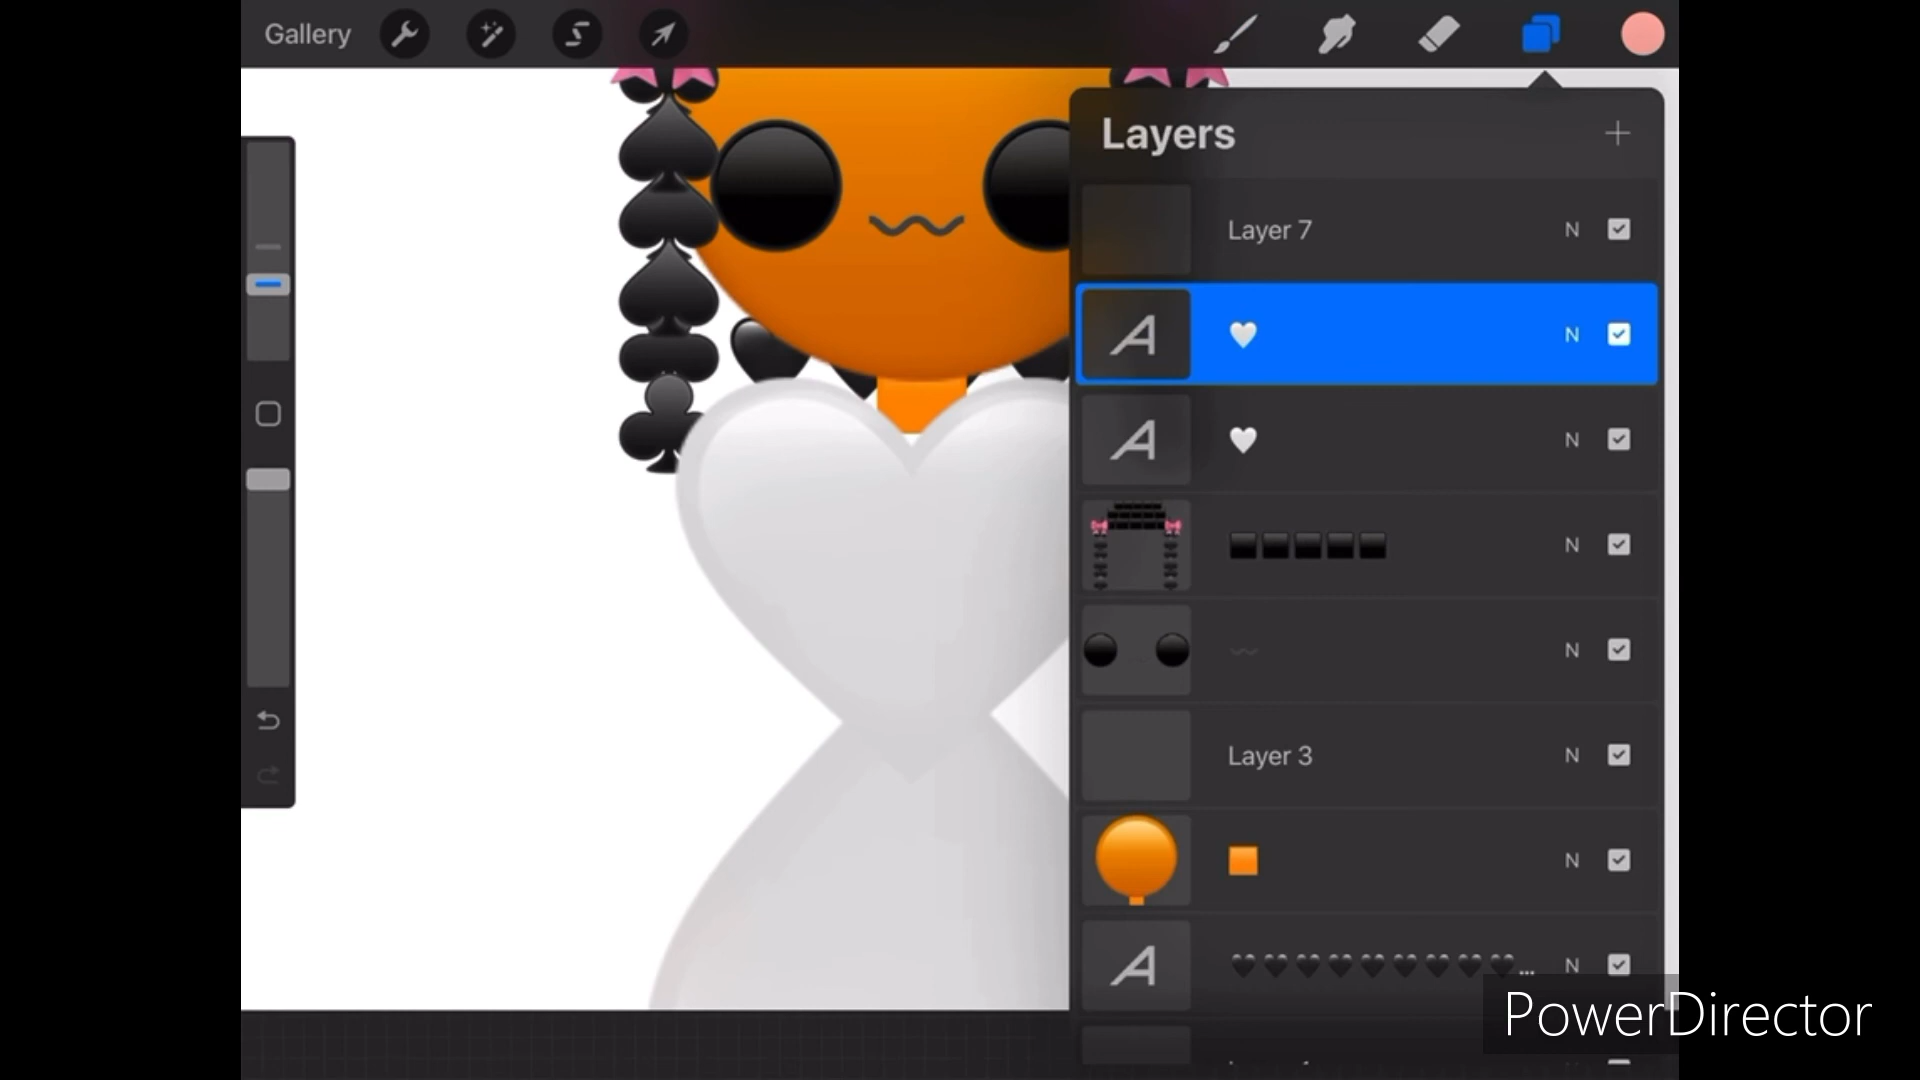 Gallery
Layers
Layer 7 N
A 🤍 N
A 🤍 N
⬛⬛⬛⬛⬛ N
〰 N
Layer 3 N
🟧 N
A 🖤🖤🖤🖤🖤🖤🖤🖤🖤... N
PowerDirector